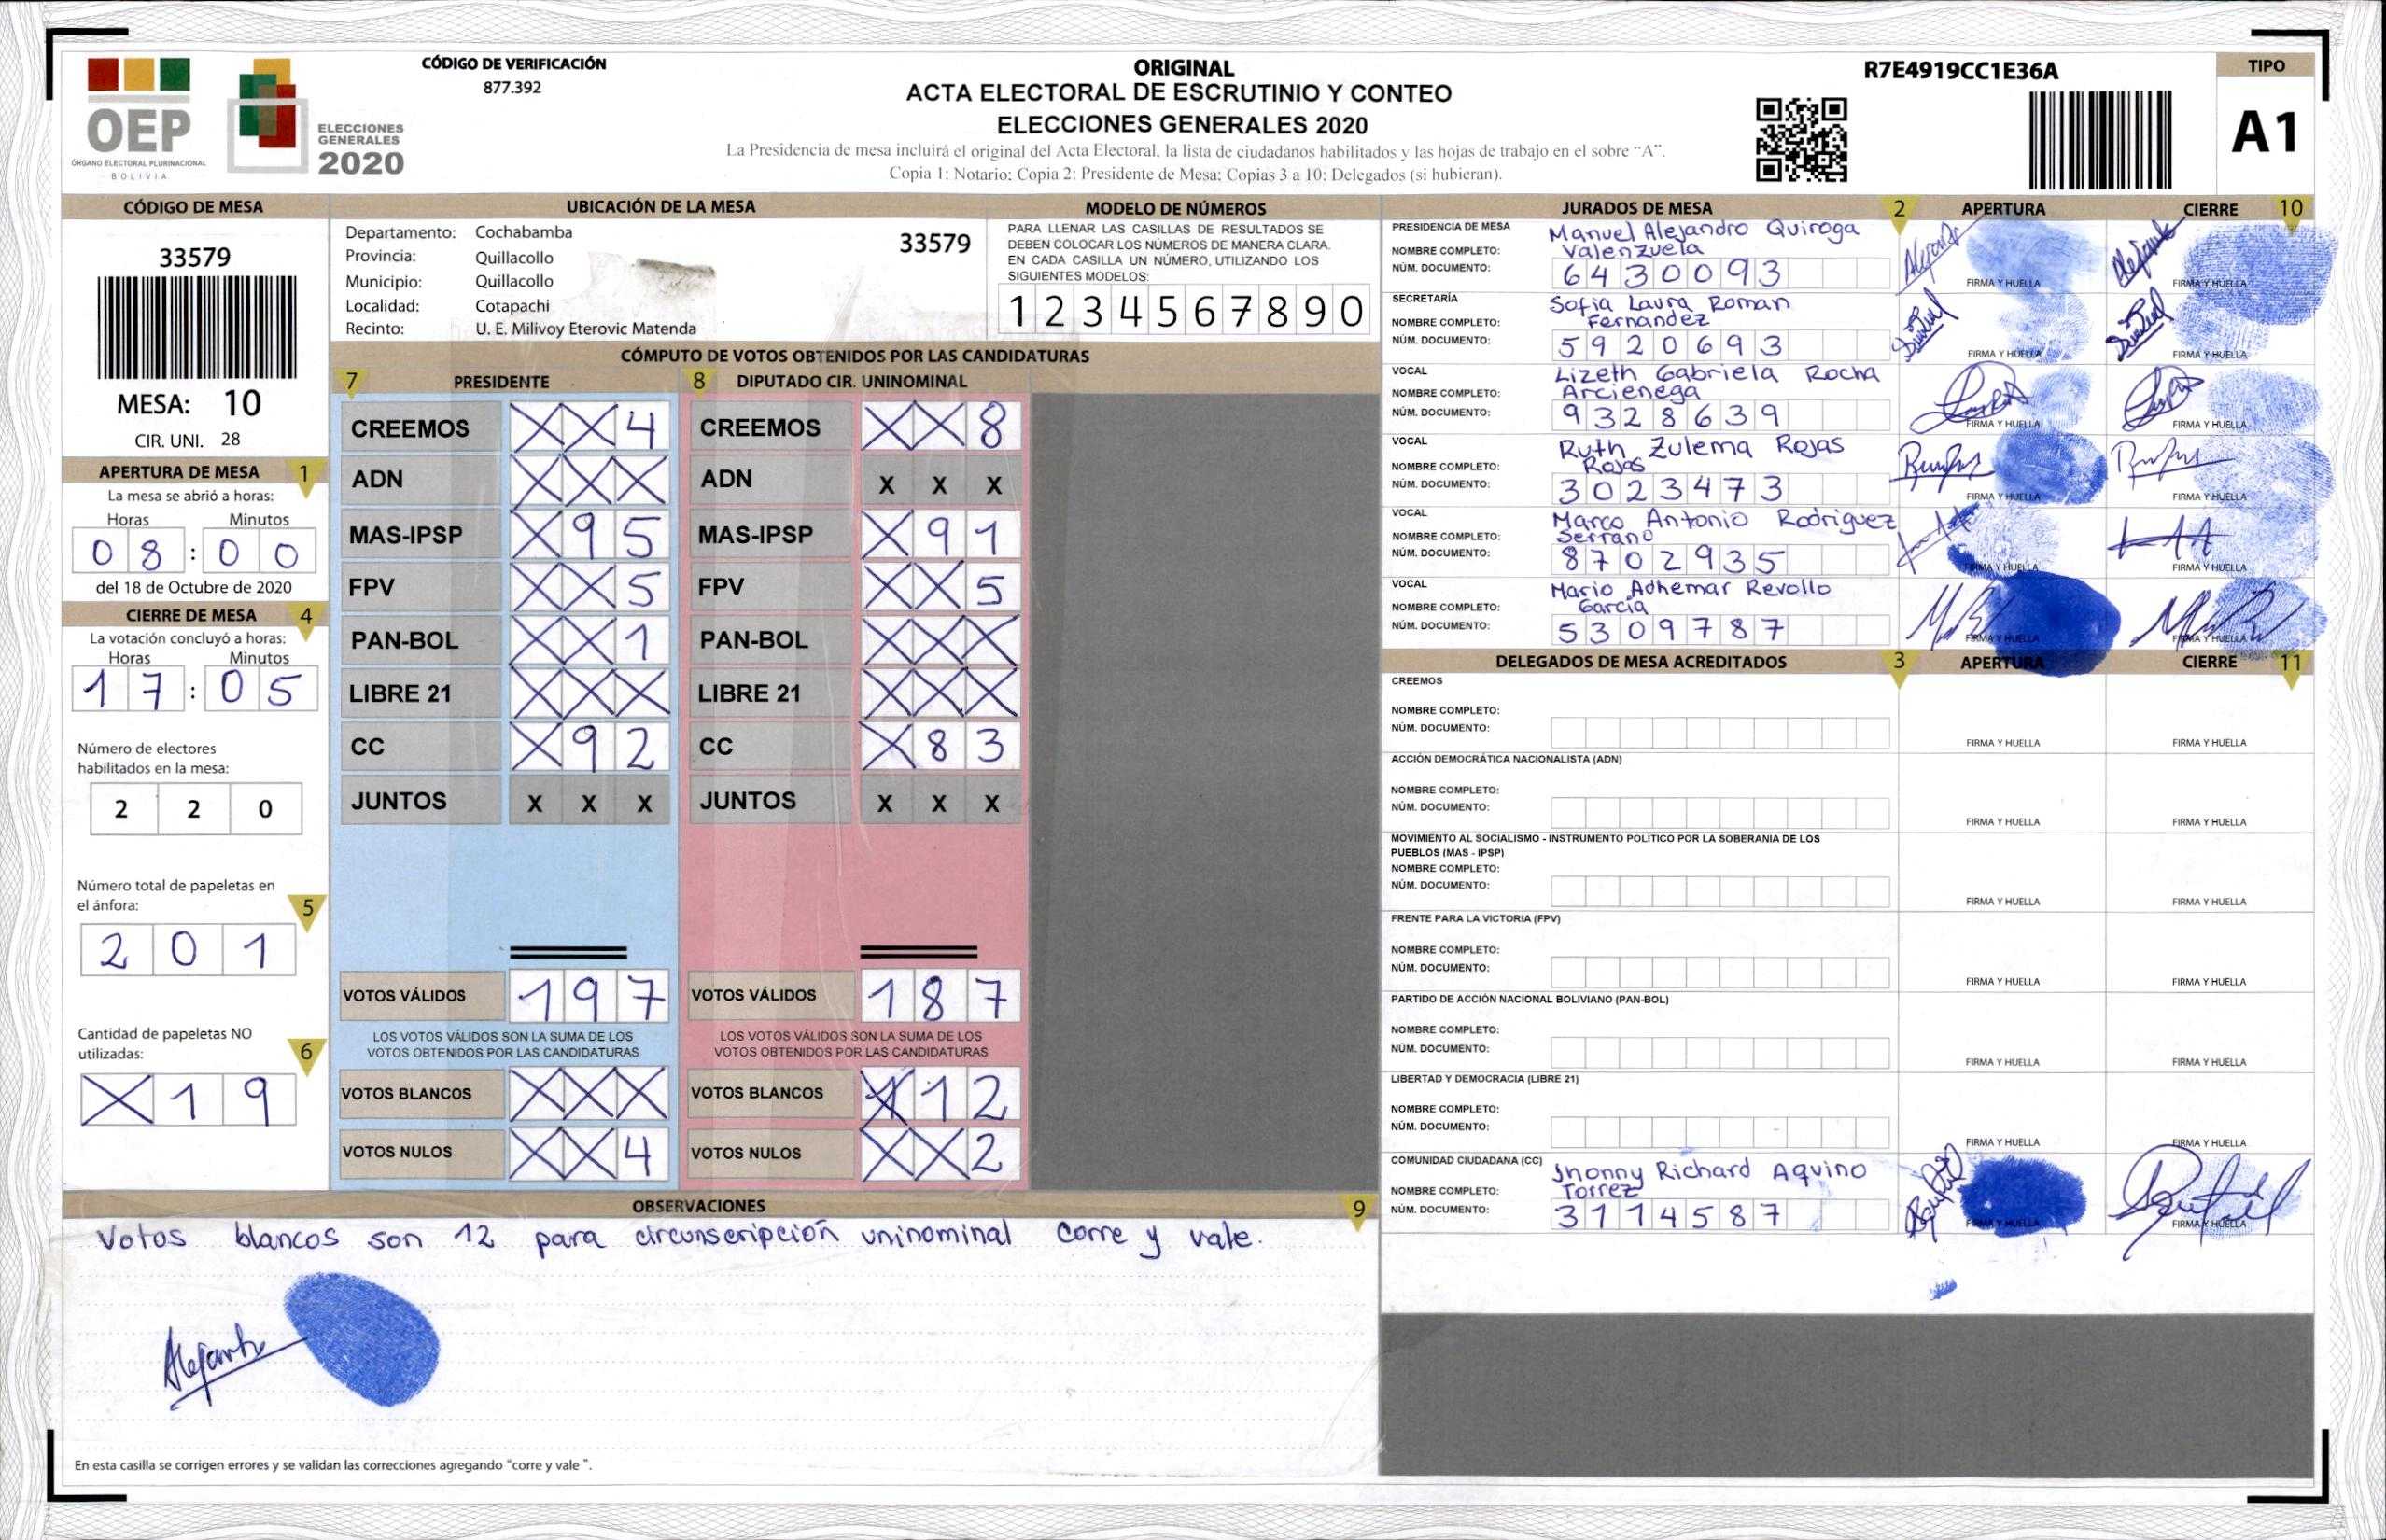 CÓDIGO DE VERIFICACIÓN
877.392
ORIGINAL
ACTA ELECTORAL DE ESCRUTINIO Y CONTEO
ELECCIONES GENERALES 2020
La Presidencia de mesa incluirá el original del Acta Electoral, la lista de ciudadanos habilitados y las hojas de trabajo en el sobre "A".
Copia 1: Notario; Copia 2: Presidente de Mesa; Copias 3 a 10: Delegados (si hubieran).
R7E4919CC1E36A
TIPO
A1
OEP
ÓRGANO ELECTORAL PLURINACIONAL
BOLIVIA
ELECCIONES
GENERALES
2020
CÓDIGO DE MESA
33579
MESA: 10
CIR. UNI. 28
APERTURA DE MESA 1
La mesa se abrió a horas:
Horas Minutos
0 8 : 0 0
del 18 de Octubre de 2020
CIERRE DE MESA 4
La votación concluyó a horas:
Horas Minutos
1 7 : 0 5
Número de electores
habilitados en la mesa:
2 2 0
Número total de papeletas en
el ánfora: 5
2 0 1
Cantidad de papeletas NO
utilizadas: 6
X 1 9
UBICACIÓN DE LA MESA
Departamento: Cochabamba
33579
Provincia: Quillacollo
Municipio: Quillacollo
Localidad: Cotapachi
Recinto: U. E. Milivoy Eterovic Matenda
MODELO DE NÚMEROS
PARA LLENAR LAS CASILLAS DE RESULTADOS SE
DEBEN COLOCAR LOS NÚMEROS DE MANERA CLARA.
EN CADA CASILLA UN NÚMERO, UTILIZANDO LOS
SIGUIENTES MODELOS:
1 2 3 4 5 6 7 8 9 0
CÓMPUTO DE VOTOS OBTENIDOS POR LAS CANDIDATURAS
7 PRESIDENTE 8 DIPUTADO CIR. UNINOMINAL
CREEMOS X X 4 CREEMOS X X 8
ADN X X X ADN X X X
MAS-IPSP X 9 5 MAS-IPSP X 9 1
FPV X X 5 FPV X X 5
PAN-BOL X X 1 PAN-BOL X X X
LIBRE 21 X X X LIBRE 21 X X X
CC X 9 2 CC X 8 3
JUNTOS X X X JUNTOS X X X
VOTOS VÁLIDOS 1 9 7 VOTOS VÁLIDOS 1 8 7
LOS VOTOS VÁLIDOS SON LA SUMA DE LOS LOS VOTOS VÁLIDOS SON LA SUMA DE LOS
VOTOS OBTENIDOS POR LAS CANDIDATURAS VOTOS OBTENIDOS POR LAS CANDIDATURAS
VOTOS BLANCOS X X X VOTOS BLANCOS X 1 2
VOTOS NULOS X X 4 VOTOS NULOS X X 2
OBSERVACIONES 9
Votos blancos son 12 para circunscripción uninominal corre y vale.
Alejandro
En esta casilla se corrigen errores y se validan las correcciones agregando "corre y vale ".
JURADOS DE MESA 2 APERTURA CIERRE 10
PRESIDENCIA DE MESA
NOMBRE COMPLETO: Manuel Alejandro Quiroga
Valenzuela
NÚM. DOCUMENTO: 6430093
FIRMA Y HUELLA FIRMA Y HUELLA
SECRETARÍA
NOMBRE COMPLETO: Sofia Laura Roman
Fernandez
NÚM. DOCUMENTO: 5920693
FIRMA Y HUELLA FIRMA Y HUELLA
VOCAL
NOMBRE COMPLETO: Lizeth Gabriela Rocha
Arcienega
NÚM. DOCUMENTO: 9328639
FIRMA Y HUELLA FIRMA Y HUELLA
VOCAL
NOMBRE COMPLETO: Ruth Zulema Rojas
Rojas
NÚM. DOCUMENTO: 3023473
FIRMA Y HUELLA FIRMA Y HUELLA
VOCAL
NOMBRE COMPLETO: Marco Antonio Rodriguez
Serrano
NÚM. DOCUMENTO: 8702935
FIRMA Y HUELLA FIRMA Y HUELLA
VOCAL
NOMBRE COMPLETO: Mario Adhemar Revollo
Garcia
NÚM. DOCUMENTO: 5309787
FIRMA Y HUELLA FIRMA Y HUELLA
DELEGADOS DE MESA ACREDITADOS 3 APERTURA CIERRE 11
CREEMOS
NOMBRE COMPLETO:
NÚM. DOCUMENTO:
FIRMA Y HUELLA FIRMA Y HUELLA
ACCIÓN DEMOCRÁTICA NACIONALISTA (ADN)
NOMBRE COMPLETO:
NÚM. DOCUMENTO:
FIRMA Y HUELLA FIRMA Y HUELLA
MOVIMIENTO AL SOCIALISMO - INSTRUMENTO POLÍTICO POR LA SOBERANIA DE LOS
PUEBLOS (MAS - IPSP)
NOMBRE COMPLETO:
NÚM. DOCUMENTO:
FIRMA Y HUELLA FIRMA Y HUELLA
FRENTE PARA LA VICTORIA (FPV)
NOMBRE COMPLETO:
NÚM. DOCUMENTO:
FIRMA Y HUELLA FIRMA Y HUELLA
PARTIDO DE ACCIÓN NACIONAL BOLIVIANO (PAN-BOL)
NOMBRE COMPLETO:
NÚM. DOCUMENTO:
FIRMA Y HUELLA FIRMA Y HUELLA
LIBERTAD Y DEMOCRACIA (LIBRE 21)
NOMBRE COMPLETO:
NÚM. DOCUMENTO:
FIRMA Y HUELLA FIRMA Y HUELLA
COMUNIDAD CIUDADANA (CC)
NOMBRE COMPLETO: Jhonny Richard Aquino
Torrez
NÚM. DOCUMENTO: 3114587
FIRMA Y HUELLA FIRMA Y HUELLA